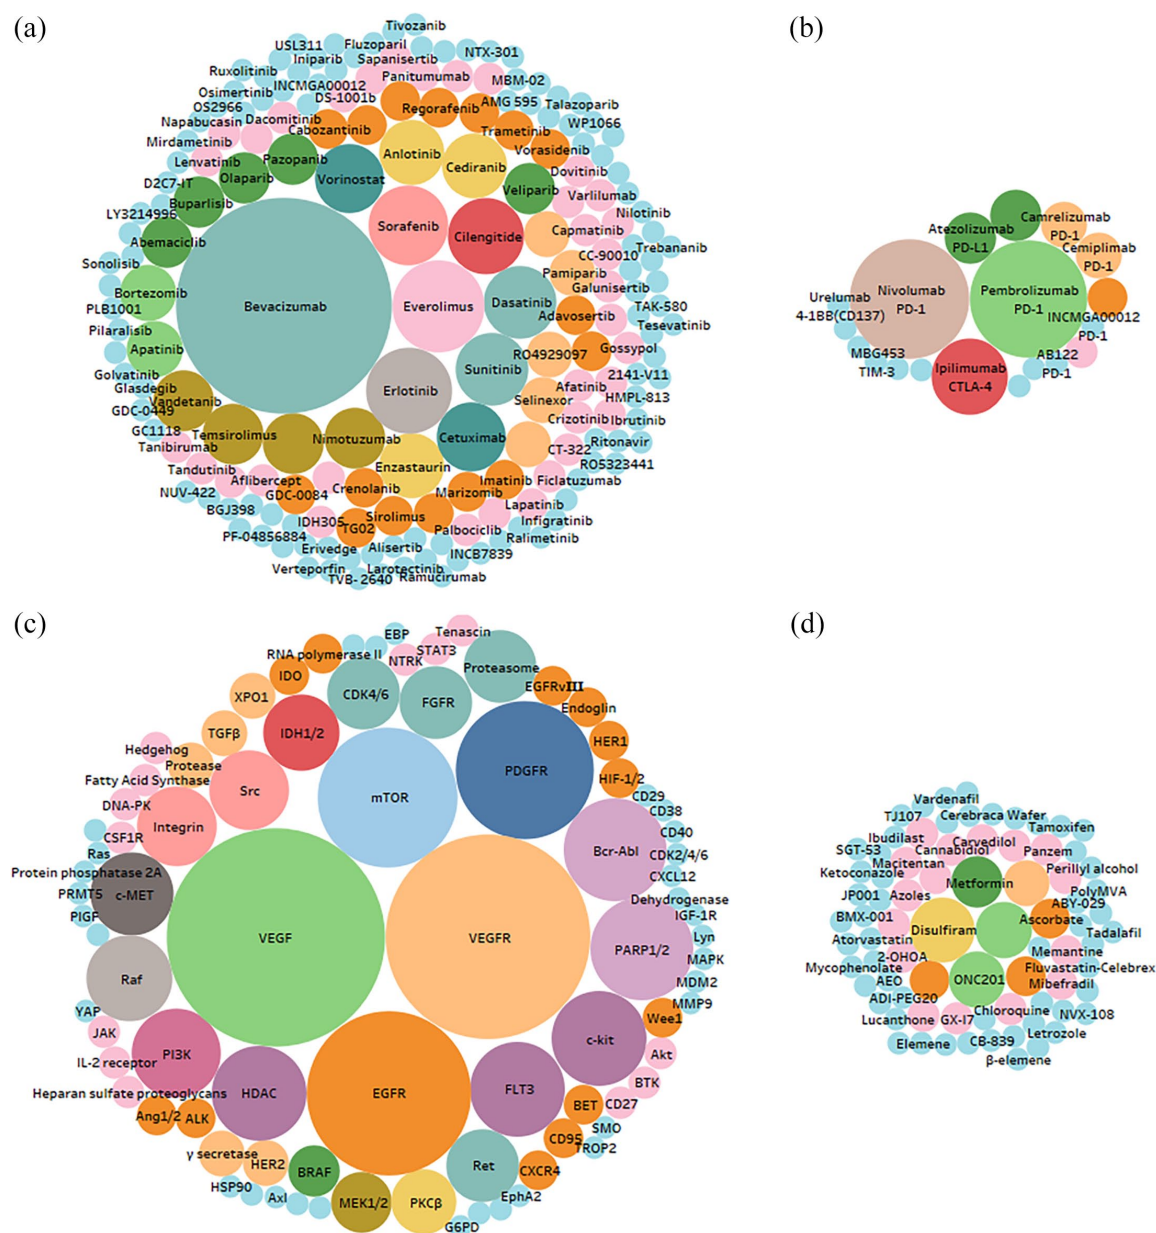 (a)
Tivozanib
USL311
Fluzoparil
NTX-301
Iniparib
Sapanisertib
Ruxolitinib
INCMGA00012
Panitumumab
MBM-02
Osimertinib
DS-1001b
Regorafenib
AMG 595
Talazoparib
OS2966
Napabucasin
Dacomitinib
Cabozantinib
Trametinib
WP1066
Mirdametinib
Vorasidenib
Lenvatinib
Pazopanib
Anlotinib
Cediranib
Dovitinib
D2C7-IT
Olaparib
Vorinostat
Veliparib
Varlilumab
Buparlisib
Nilotinib
LY3214996
Sorafenib
Cilengitide
Capmatinib
Abemaciclib
Trebananib
CC-90010
Sonolisib
Pamiparib
Galunisertib
Bortezomib
Bevacizumab
Everolimus
Dasatinib
TAK-580
PLB1001
Adavosertib
Tesevatinib
Pilaralisib
Apatinib
RO4929097
Gossypol
Golvatinib
Sunitinib
2141-V11
Glasdegib
Erlotinib
Afatinib
HMPL-813
Vandetanib
Selinexor
GDC-0449
Crizotinib
Ibrutinib
GC1118
Temsirolimus
Nimotuzumab
Cetuximab
Ritonavir
Tanibirumab
CT-322
RO5323441
Tandutinib
Enzastaurin
Aflibercept
Imatinib
Ficlatuzumab
NUV-422
GDC-0084
Crenolanib
Marizomib
BGJ398
Lapatinib
IDH305
Sirolimus
Infigratinib
PF-04856884
TG02
Palbociclib
Ralimetinib
Erivedge
Alisertib
INCB7839
Verteporfin
Larotectinib
TVB- 2640
Ramucirumab
(b)
Camrelizumab
PD-1
Atezolizumab
PD-L1
Cemiplimab
PD-1
Nivolumab
PD-1
Pembrolizumab
PD-1
Urelumab
4-1BB(CD137)
INCMGA00012
PD-1
MBG453
TIM-3
Ipilimumab
CTLA-4
AB122
PD-1
(c)
EBP
Tenascin
RNA polymerase II
NTRK
STAT3
IDO
Proteasome
XPO1
CDK4/6
FGFR
EGFRvIII
Endoglin
TGFβ
IDH1/2
HER1
Hedgehog
Protease
PDGFR
HIF-1/2
Fatty Acid Synthase
Src
mTOR
CD29
DNA-PK
CD38
Integrin
CSF1R
CD40
Ras
Bcr-Abl
CDK2/4/6
Protein phosphatase 2A
CXCL12
PRMT5
c-MET
Dehydrogenase
PIGF
IGF-1R
VEGF
VEGFR
Lyn
PARP1/2
MAPK
Raf
MDM2
MMP9
YAP
Wee1
JAK
c-kit
PI3K
Akt
IL-2 receptor
BTK
Heparan sulfate proteoglycans
HDAC
EGFR
FLT3
BET
CD27
Ang1/2
ALK
SMO
CD95
TROP2
γ secretase
HER2
BRAF
Ret
CXCR4
HSP90
Axl
MEK1/2
PKCβ
EphA2
G6PD
(d)
Vardenafil
TJ107
Cerebraca Wafer
Ibudilast
Tamoxifen
SGT-53
Cannabidiol
Carvedilol
Panzem
Macitentan
Ketoconazole
Perillyl alcohol
Metformin
JP001
Azoles
PolyMVA
ABY-029
BMX-001
Ascorbate
Disulfiram
Tadalafil
Atorvastatin
Memantine
2-OHOA
Mycophenolate
Fluvastatin-Celebrex
AEO
ONC201
Mibefradil
ADI-PEG20
Chloroquine
NVX-108
Lucanthone
GX-I7
Letrozole
Elemene
CB-839
β-elemene